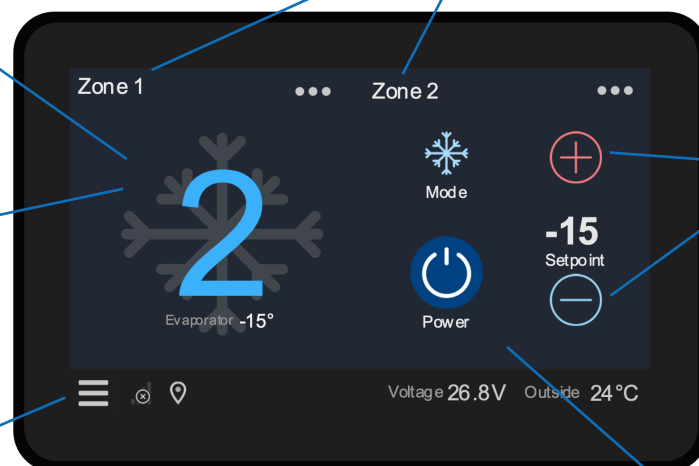 Zone 1
2
Evaporator -15°
Zone 2
Mode
-15
Setpoint
Power
Voltage 26.8V Outside 24°C